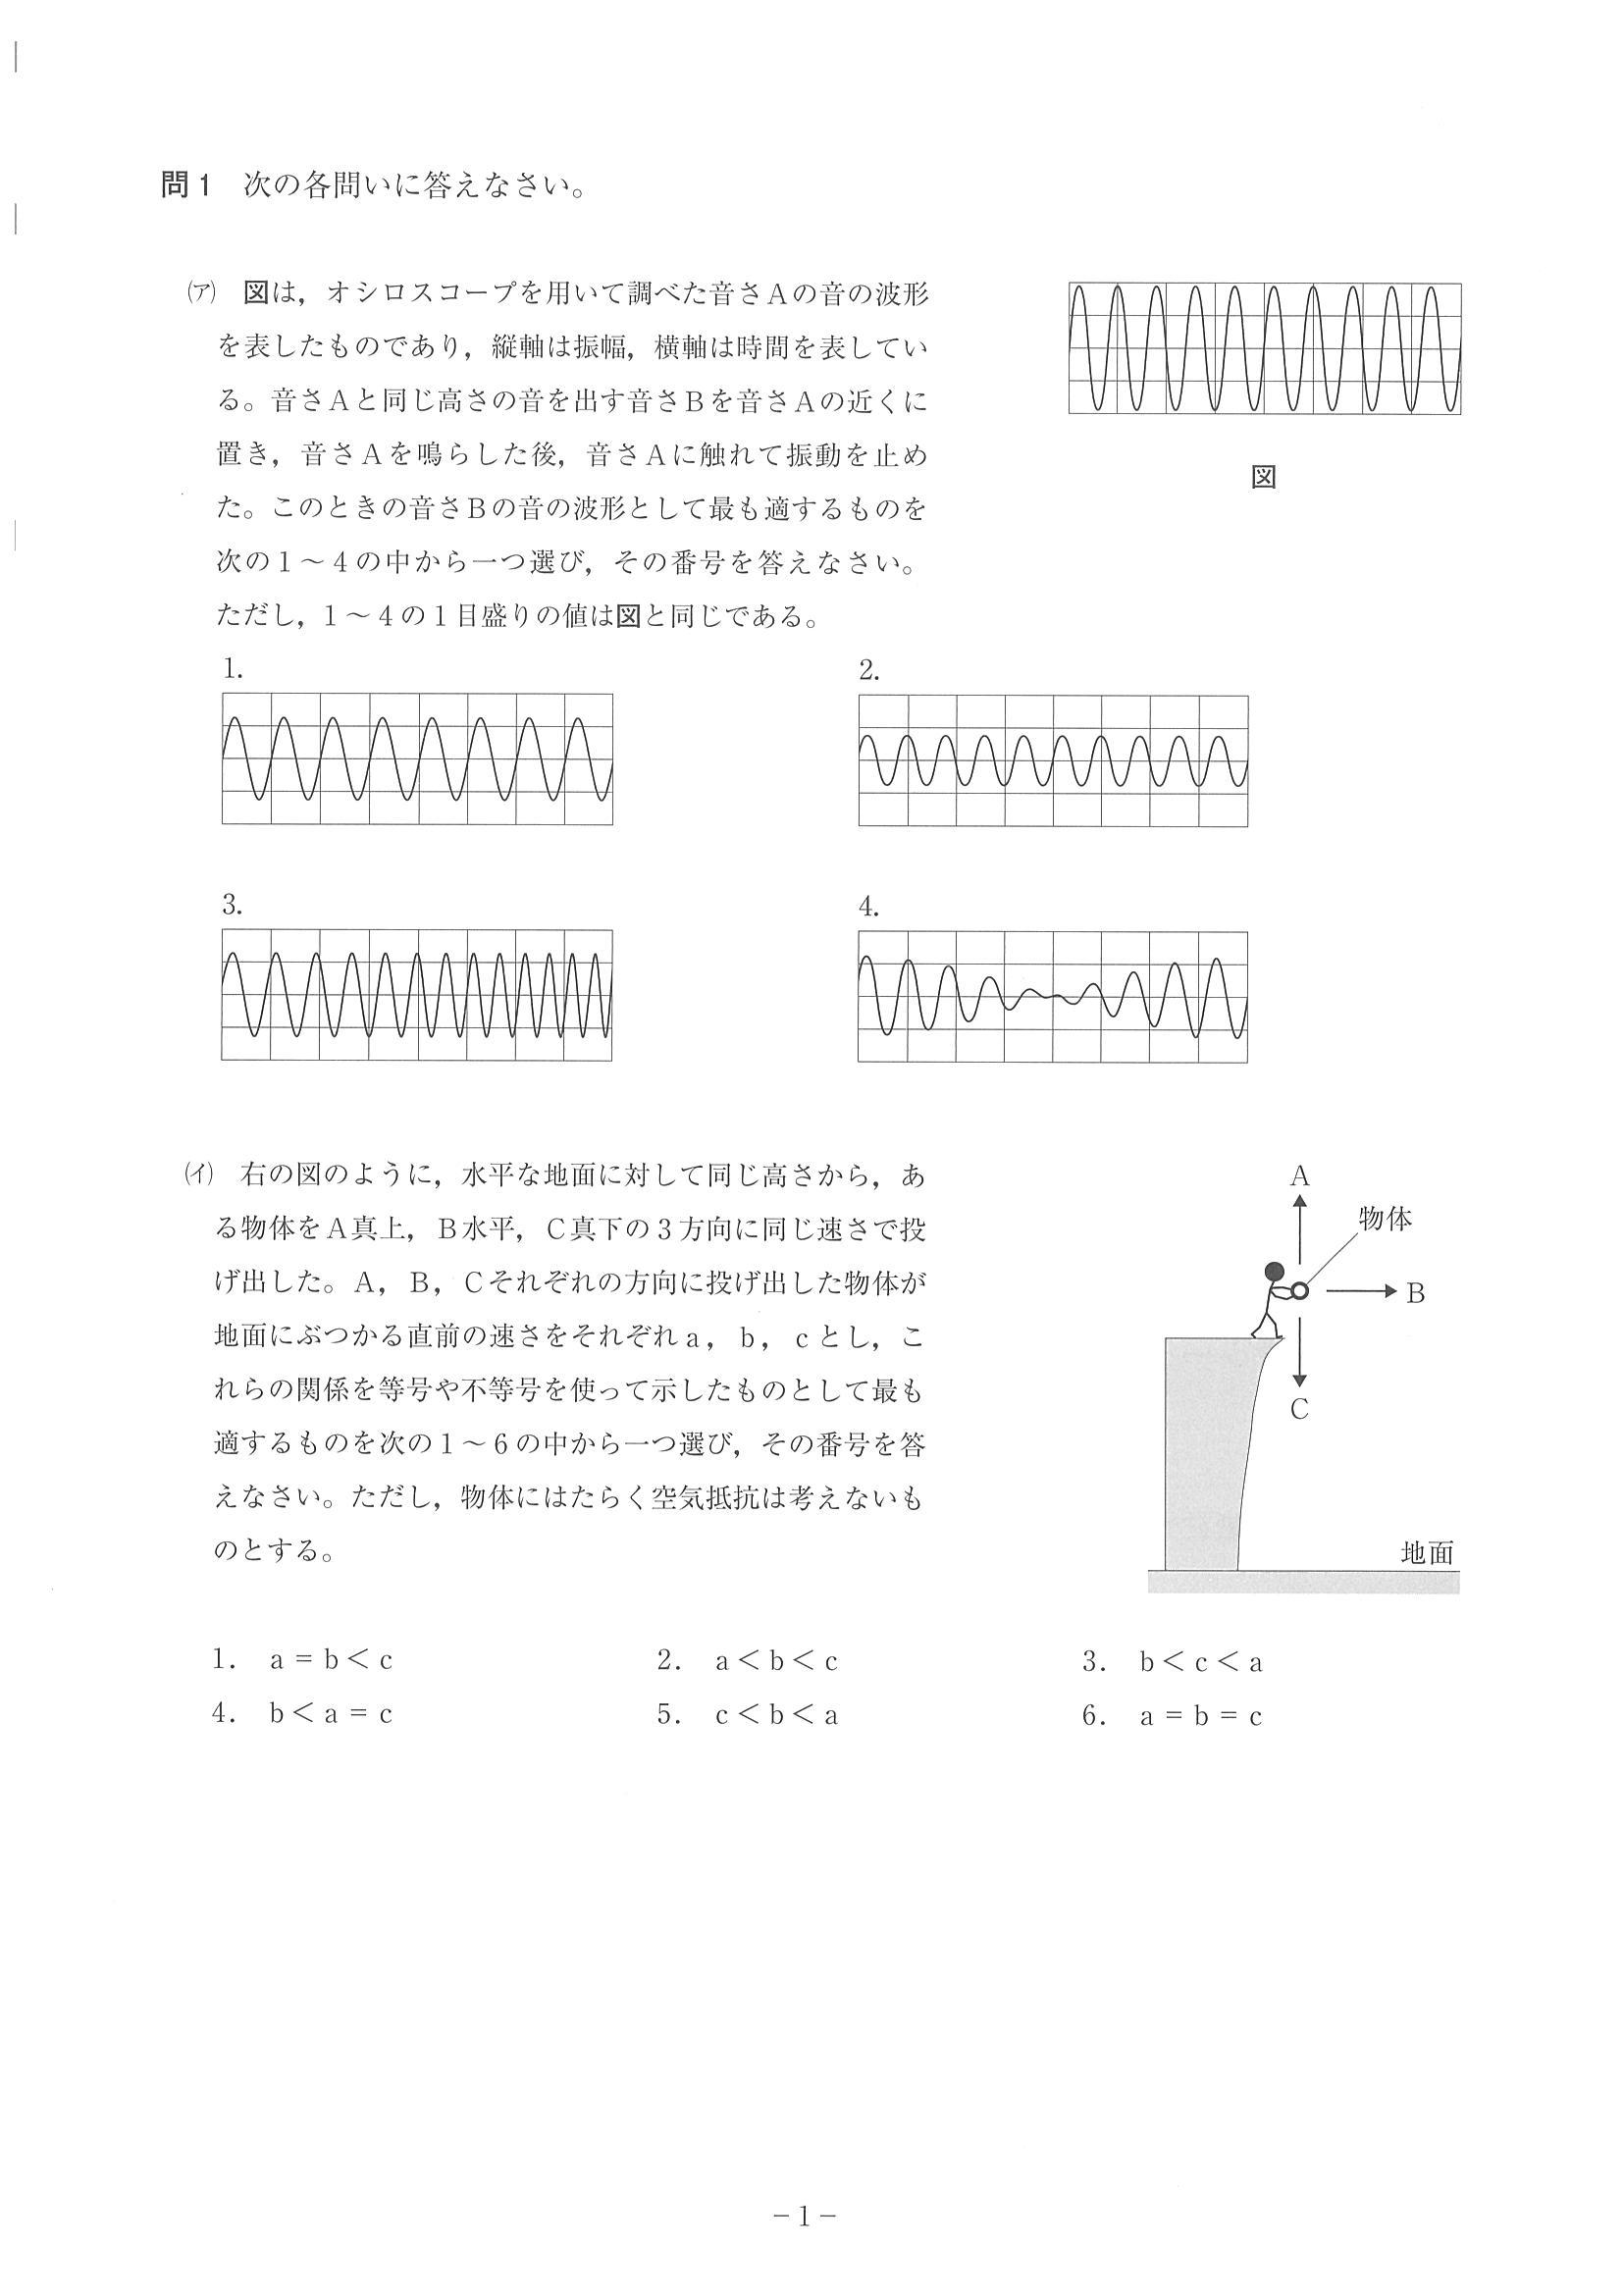 問1 次の各問いに答えなさい。
(ア) 図は，オシロスコープを用いて調べた音さAの音の波形
を表したものであり，縦軸は振幅，横軸は時間を表してい
る。音さAと同じ高さの音を出す音さBを音さAの近くに
置き，音さAを鳴らした後，音さAに触れて振動を止め
た。このときの音さBの音の波形として最も適するものを
次の1～4の中から一つ選び，その番号を答えなさい。
ただし，1～4の1目盛りの値は図と同じである。
図
1.
2.
3.
4.
(イ) 右の図のように，水平な地面に対して同じ高さから，あ
る物体をA真上，B水平，C真下の3方向に同じ速さで投
げ出した。A，B，Cそれぞれの方向に投げ出した物体が
地面にぶつかる直前の速さをそれぞれa，b，cとし，こ
れらの関係を等号や不等号を使って示したものとして最も
適するものを次の1～6の中から一つ選び，その番号を答
えなさい。ただし，物体にはたらく空気抵抗は考えないも
のとする。
A
物体
B
C
地面
1. a＝b＜c
2. a＜b＜c
3. b＜c＜a
4. b＜a＝c
5. c＜b＜a
6. a＝b＝c
－1－